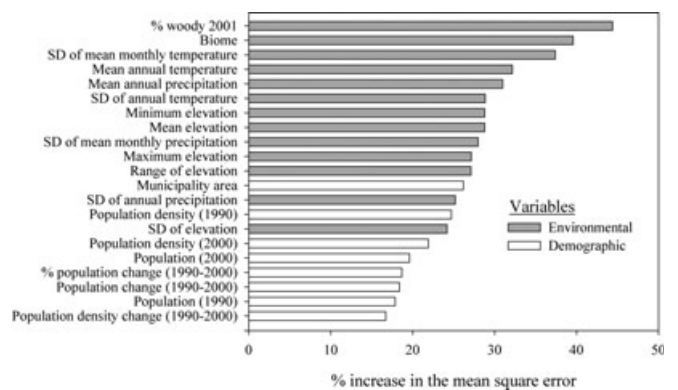 % woody 2001
Biome
SD of mean monthly temperature
Mean annual temperature
Mean annual precipitation
SD of annual temperature
Minimum elevation
Mean elevation
SD of mean monthly precipitation
Maximum elevation
Range of elevation
Municipality area
SD of annual precipitation
Population density (1990)
SD of elevation
Population density (2000)
Population (2000)
% population change (1990-2000)
Population change (1990-2000)
Population (1990)
Population density change (1990-2000)
Variables
Environmental
Demographic
0 10 20 30 40 50
% increase in the mean square error